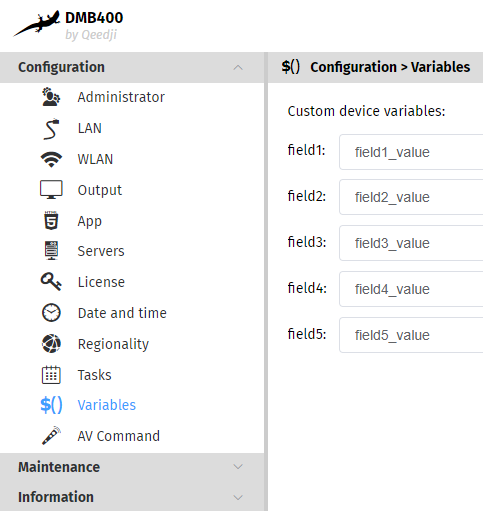 DMB400
by Qeedji
Configuration
Administrator
LAN
WLAN
Output
App
Servers
License
Date and time
Regionality
Tasks
$() Variables
AV Command
Maintenance
Information
$() Configuration > Variables
Custom device variables:
field1: field1_value
field2: field2_value
field3: field3_value
field4: field4_value
field5: field5_value